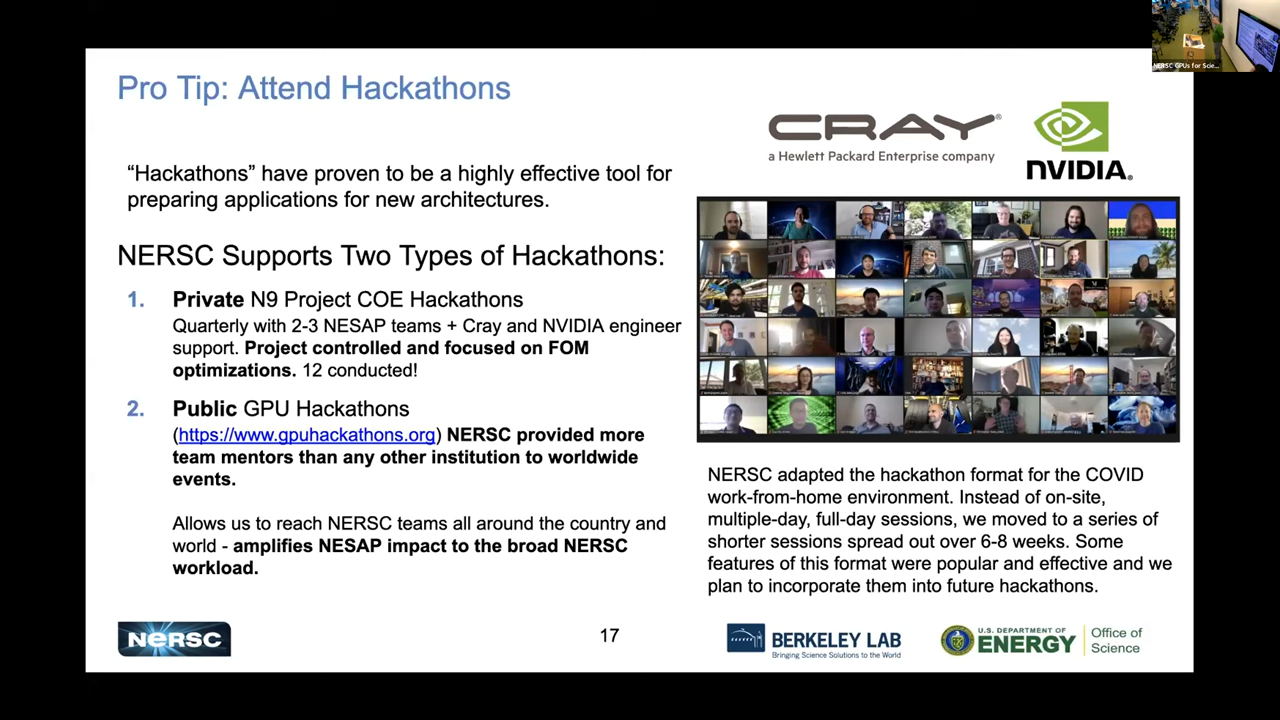 NERSC GPUs for Scie...
Pro Tip: Attend Hackathons
CRAY®
a Hewlett Packard Enterprise company
NVIDIA.
“Hackathons” have proven to be a highly effective tool for
preparing applications for new architectures.
NERSC Supports Two Types of Hackathons:
1. Private N9 Project COE Hackathons
Quarterly with 2-3 NESAP teams + Cray and NVIDIA engineer
support. Project controlled and focused on FOM
optimizations. 12 conducted!
2. Public GPU Hackathons
(https://www.gpuhackathons.org) NERSC provided more
team mentors than any other institution to worldwide
events.
Allows us to reach NERSC teams all around the country and
world - amplifies NESAP impact to the broad NERSC
workload.
NERSC adapted the hackathon format for the COVID
work-from-home environment. Instead of on-site,
multiple-day, full-day sessions, we moved to a series of
shorter sessions spread out over 6-8 weeks. Some
features of this format were popular and effective and we
plan to incorporate them into future hackathons.
NERSC
17
BERKELEY LAB
Bringing Science Solutions to the World
U.S. DEPARTMENT OF
ENERGY
Office of
Science